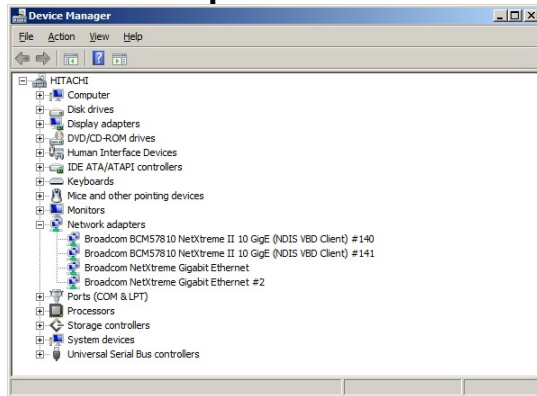 Device Manager
File Action View Help
HITACHI
Computer
Disk drives
Display adapters
DVD/CD-ROM drives
Human Interface Devices
IDE ATA/ATAPI controllers
Keyboards
Mice and other pointing devices
Monitors
Network adapters
Broadcom BCM57810 NetXtreme II 10 GigE (NDIS VBD Client) #140
Broadcom BCM57810 NetXtreme II 10 GigE (NDIS VBD Client) #141
Broadcom NetXtreme Gigabit Ethernet
Broadcom NetXtreme Gigabit Ethernet #2
Ports (COM & LPT)
Processors
Storage controllers
System devices
Universal Serial Bus controllers